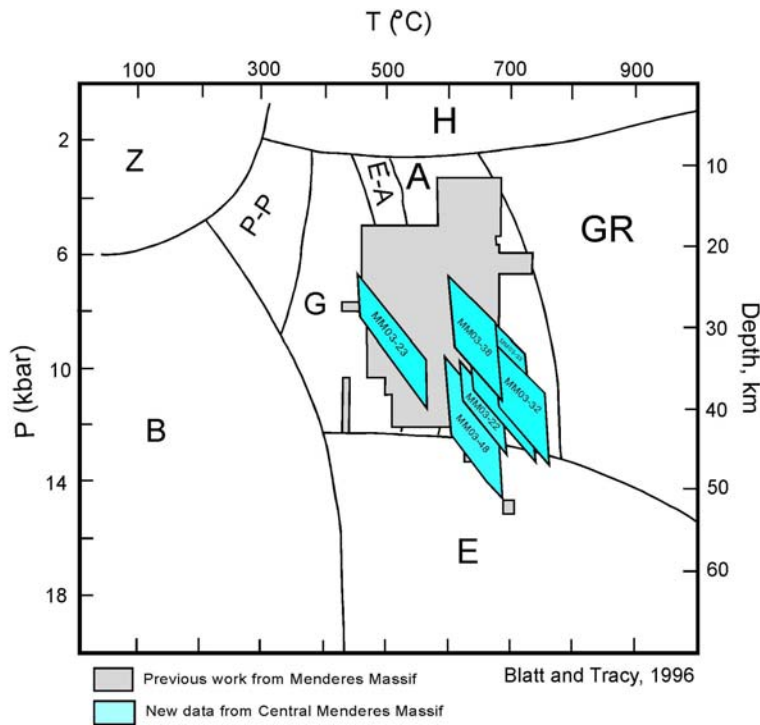 T (°C)
100 300 500 700 900
H
Z
2
10
A
E-A
P-P
GR
6
20
G
MM03-23
MM03-36
30
MM03-32
10
P (kbar)
Depth, km
MM03-22
40
B
MM03-48
14
50
E
18
60
Previous work from Menderes Massif
Blatt and Tracy, 1996
New data from Central Menderes Massif